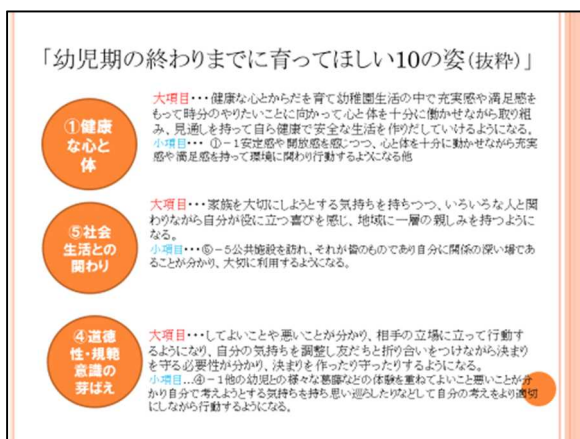 「幼児期の終わりまでに育ってほしい10の姿(抜粋)」
①健康
な心と
体
大項目・・・健康な心とからだを育て幼稚園生活の中で充実感や満足感を
もって時分のやりたいことに向かって心と体を十分に働かせながら取り組
み、見通しを持って自ら健康で安全な生活を作りだしていけるようになる。
小項目・・・ ①-1安定感や開放感を感じつつ、心と体を十分に動かせながら充実
感や満足感を持って環境に関わり行動するようになる他
⑤社会
生活との
関わり
大項目・・・家族を大切にしようとする気持ちを持ちつつ、いろいろな人と関
わりながら自分が役に立つ喜びを感じ、地域に一層の親しみを持つように
なる。
小項目・・・⑤-5公共施設を訪れ、それが皆のものであり自分に関係の深い場であ
ることが分かり、大切に利用するようになる。
④道徳
性・規範
意識の
芽ばえ
大項目・・・してよいことや悪いことが分かり、相手の立場に立って行動す
るようになり、自分の気持ちを調整し友だちと折り合いをつけながら決まり
を守る必要性が分かり、決まりを作ったり守ったりするようになる。
小項目...④-1他の幼児との様々な葛藤などの体験を重ねてよいこと悪いことが分
かり自分で考えようとする気持ちを持ち思い巡らしたりなどして自分の考えをより適切
にしながら行動するようになる。